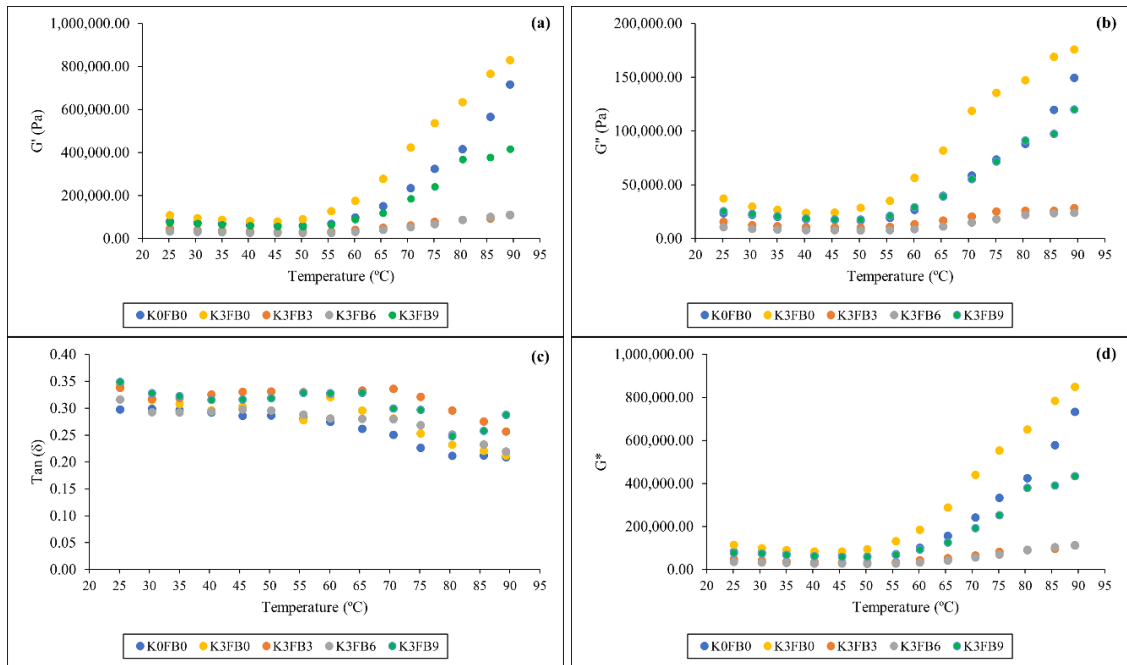 (a)
1,000,000.00
800,000.00
600,000.00
400,000.00
200,000.00
0.00
G' (Pa)
20 25 30 35 40 45 50 55 60 65 70 75 80 85 90 95
Temperature (ºC)
K0FB0 K3FB0 K3FB3 K3FB6 K3FB9
(b)
200,000.00
150,000.00
100,000.00
50,000.00
0.00
G" (Pa)
20 25 30 35 40 45 50 55 60 65 70 75 80 85 90 95
Temperature (ºC)
K0FB0 K3FB0 K3FB3 K3FB6 K3FB9
(c)
0.40
0.35
0.30
0.25
0.20
0.15
0.10
0.05
0.00
Tan (δ)
20 25 30 35 40 45 50 55 60 65 70 75 80 85 90 95
Temperature (ºC)
K0FB0 K3FB0 K3FB3 K3FB6 K3FB9
(d)
1,000,000.00
800,000.00
600,000.00
400,000.00
200,000.00
0.00
G*
20 25 30 35 40 45 50 55 60 65 70 75 80 85 90 95
Temperature (ºC)
K0FB0 K3FB0 K3FB3 K3FB6 K3FB9